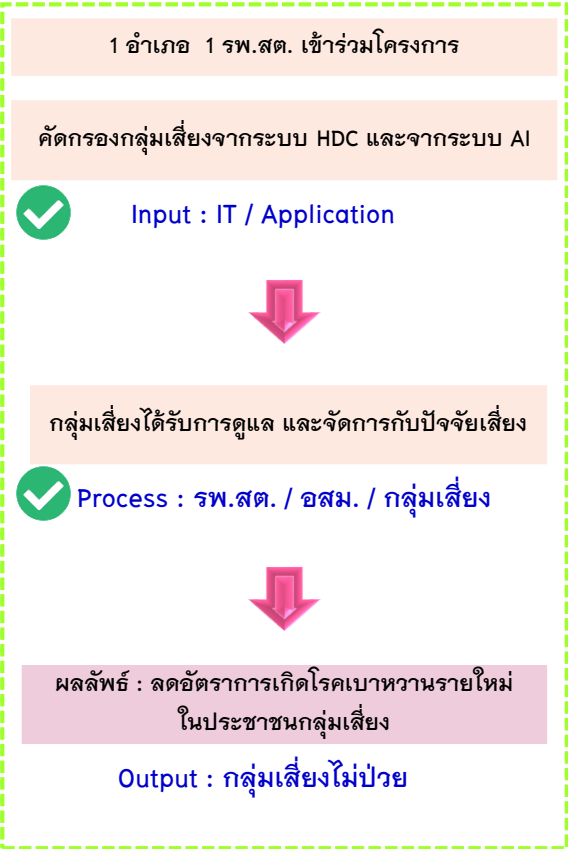 1 อำเภอ 1 รพ.สต. เข้าร่วมโครงการ
คัดกรองกลุ่มเสี่ยงจากระบบ HDC และจากระบบ AI
Input : IT / Application
กลุ่มเสี่ยงได้รับการดูแล และจัดการกับปัจจัยเสี่ยง
Process : รพ.สต. / อสม. / กลุ่มเสี่ยง
ผลลัพธ์ : ลดอัตราการเกิดโรคเบาหวานรายใหม่
ในประชาชนกลุ่มเสี่ยง
Output : กลุ่มเสี่ยงไม่ป่วย